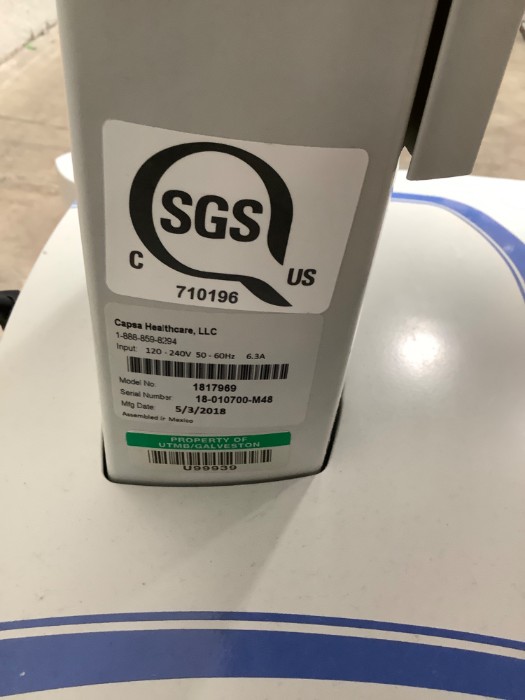 SGS
C US
710196
Capsa Healthcare, LLC
1-888-859-8294
Input: 120 - 240V 50 - 60Hz 6.3A
Model No. 1817969
Serial Number 18-010700-M48
Mfg Date: 5/3/2018
Assembled in Mexico
PROPERTY OF
UTMB/GALVESTON
U99939